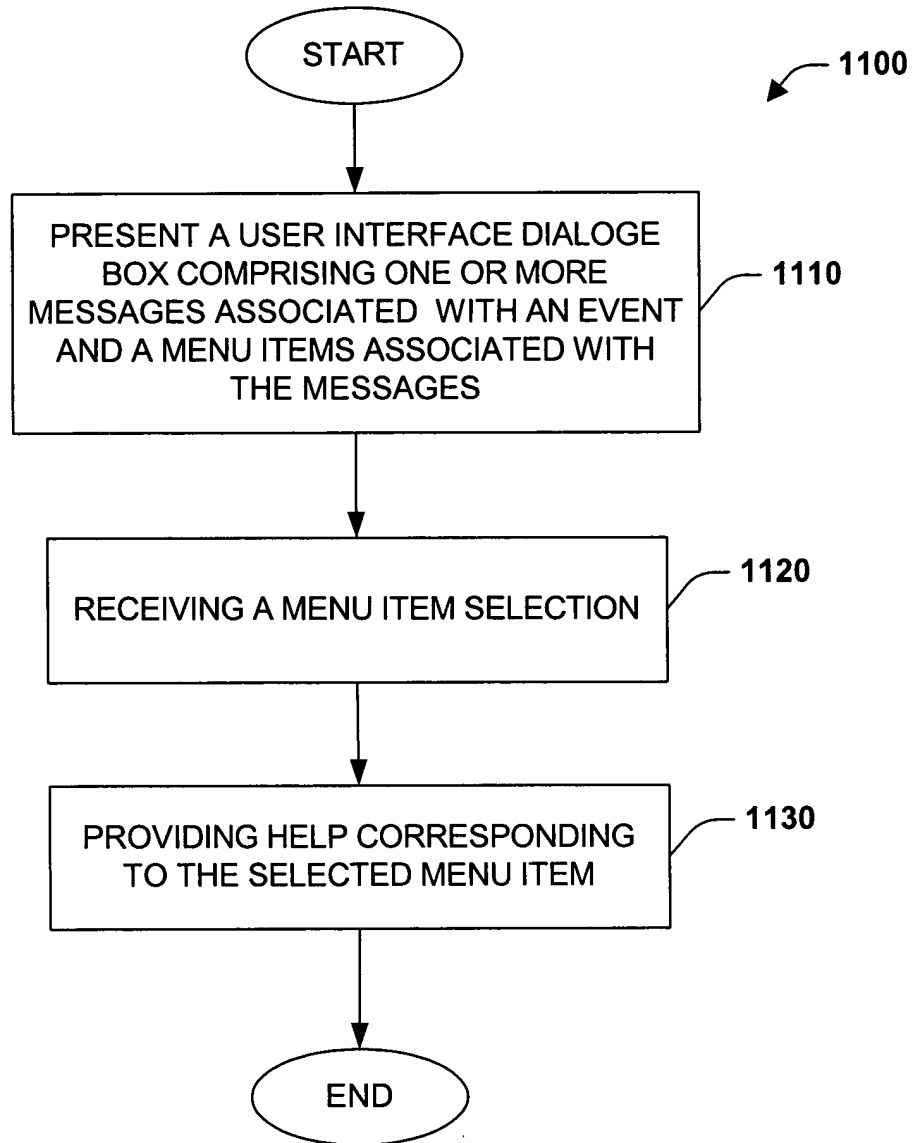 START
1100
PRESENT A USER INTERFACE DIALOGE
BOX COMPRISING ONE OR MORE
MESSAGES ASSOCIATED WITH AN EVENT
AND A MENU ITEMS ASSOCIATED WITH
THE MESSAGES
1110
RECEIVING A MENU ITEM SELECTION
1120
PROVIDING HELP CORRESPONDING
TO THE SELECTED MENU ITEM
1130
END